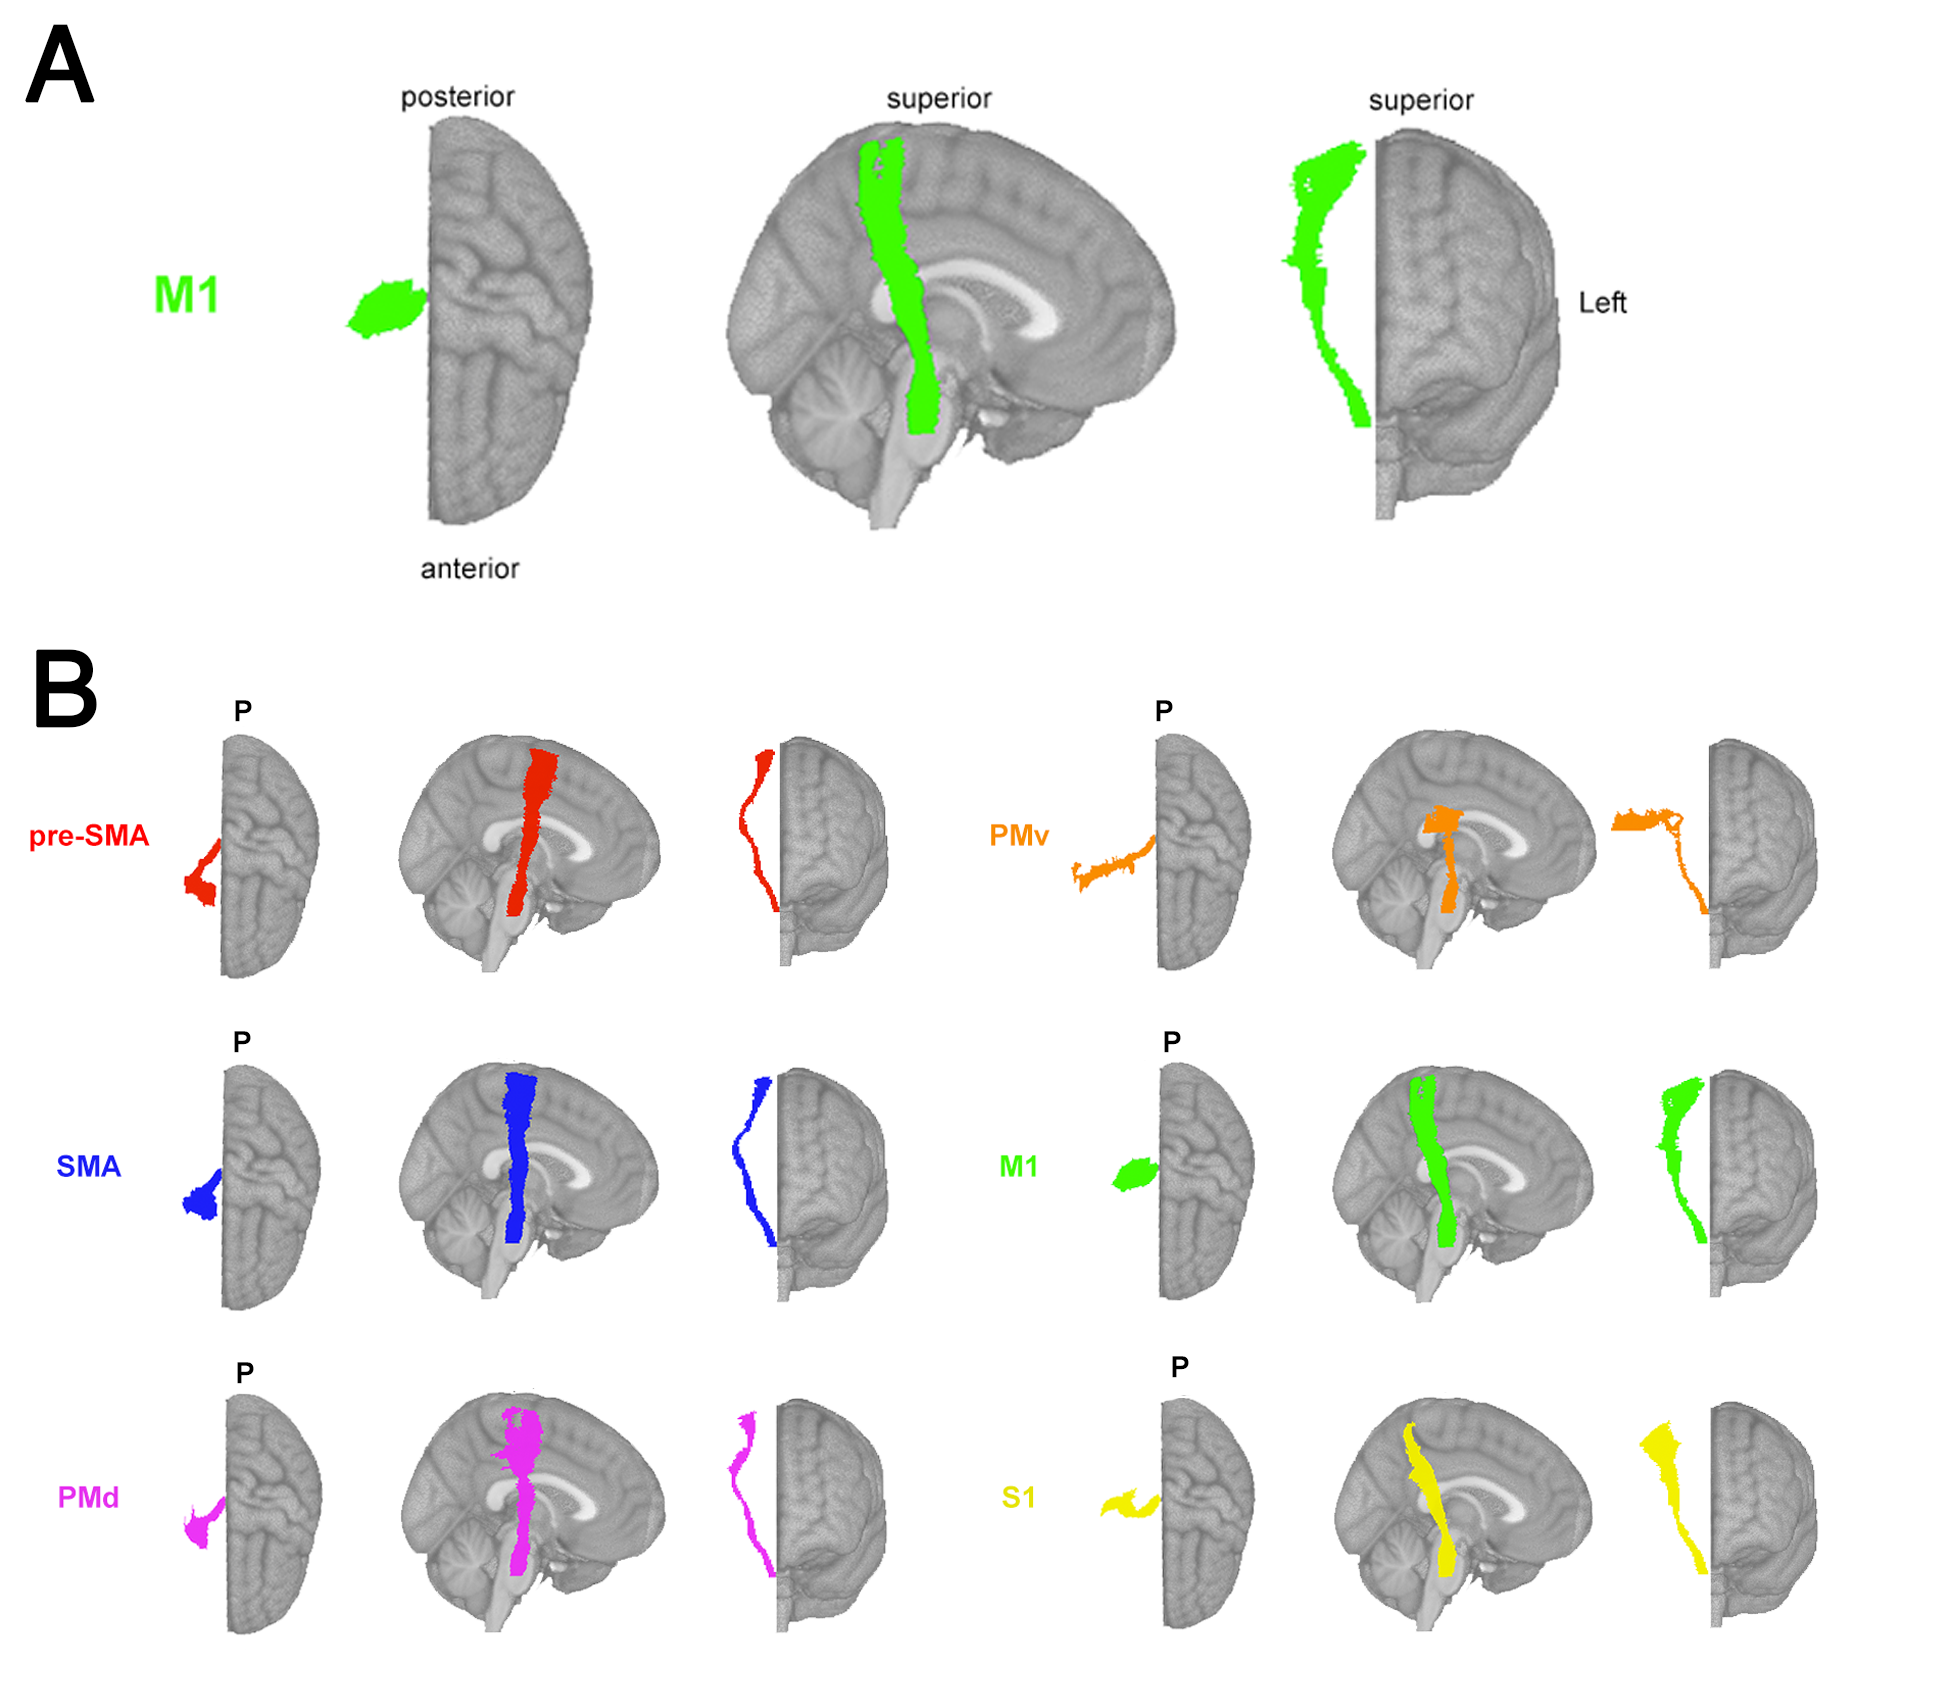 A
posterior
superior
superior
M1
Left
anterior
B
P
P
pre-SMA
PMv
P
P
SMA
M1
P
P
PMd
S1